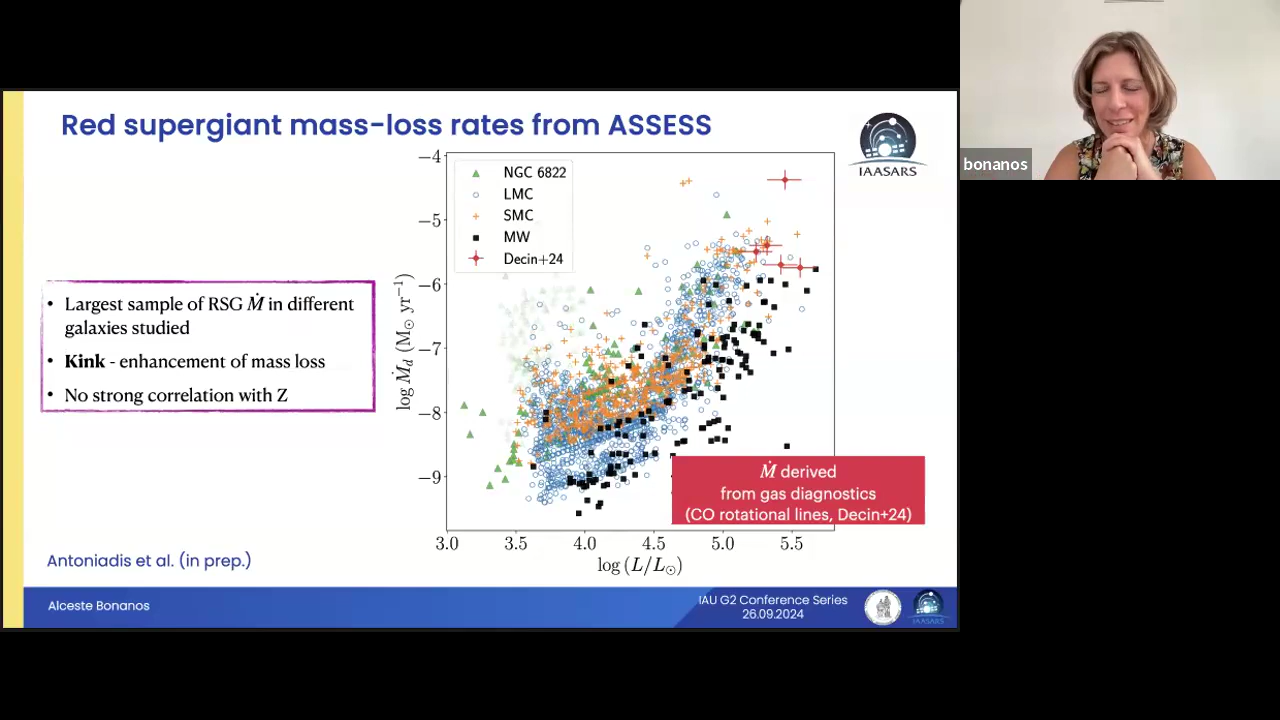 bonanos
Red supergiant mass-loss rates from ASSESS
IAASARS
• Largest sample of RSG Ṁ in different
galaxies studied
• Kink - enhancement of mass loss
• No strong correlation with Z
NGC 6822
LMC
SMC
MW
Decin+24
log Ṁd (M⊙ yr−1)
−4
−5
−6
−7
−8
−9
3.0 3.5 4.0 4.5 5.0 5.5
log (L/L⊙)
Ṁ derived
from gas diagnostics
(CO rotational lines, Decin+24)
Antoniadis et al. (in prep.)
Alceste Bonanos
IAU G2 Conference Series
26.09.2024
IAASARS